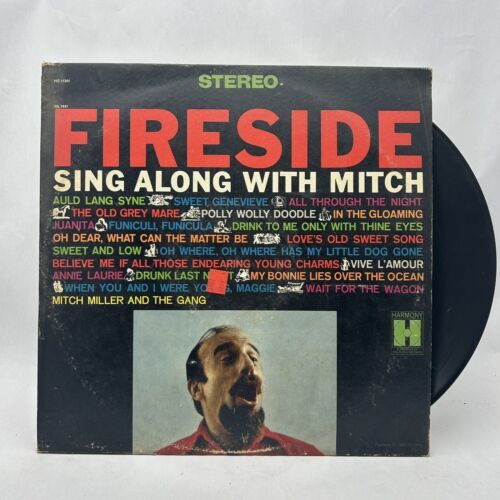 STEREO
FIRESIDE
SING ALONG WITH MITCH
AULD LANG SYNE SWEET GENEVIEVE ALL THROUGH THE NIGHT
THE OLD GREY MARE POLLY WOLLY DOODLE IN THE GLOAMING
JUANITA FUNICULI, FUNICULA DRINK TO ME ONLY WITH THINE EYES
OH DEAR, WHAT CAN THE MATTER BE LOVE'S OLD SWEET SONG
SWEET AND LOW OH WHERE, OH WHERE HAS MY LITTLE DOG GONE
BELIEVE ME IF ALL THOSE ENDEARING YOUNG CHARMS VIVE L'AMOUR
ANNIE LAURIE DRUNK LAST NIGHT MY BONNIE LIES OVER THE OCEAN
WHEN YOU AND I WERE YOUNG, MAGGIE WAIT FOR THE WAGON
MITCH MILLER AND THE GANG
HARMONY
H